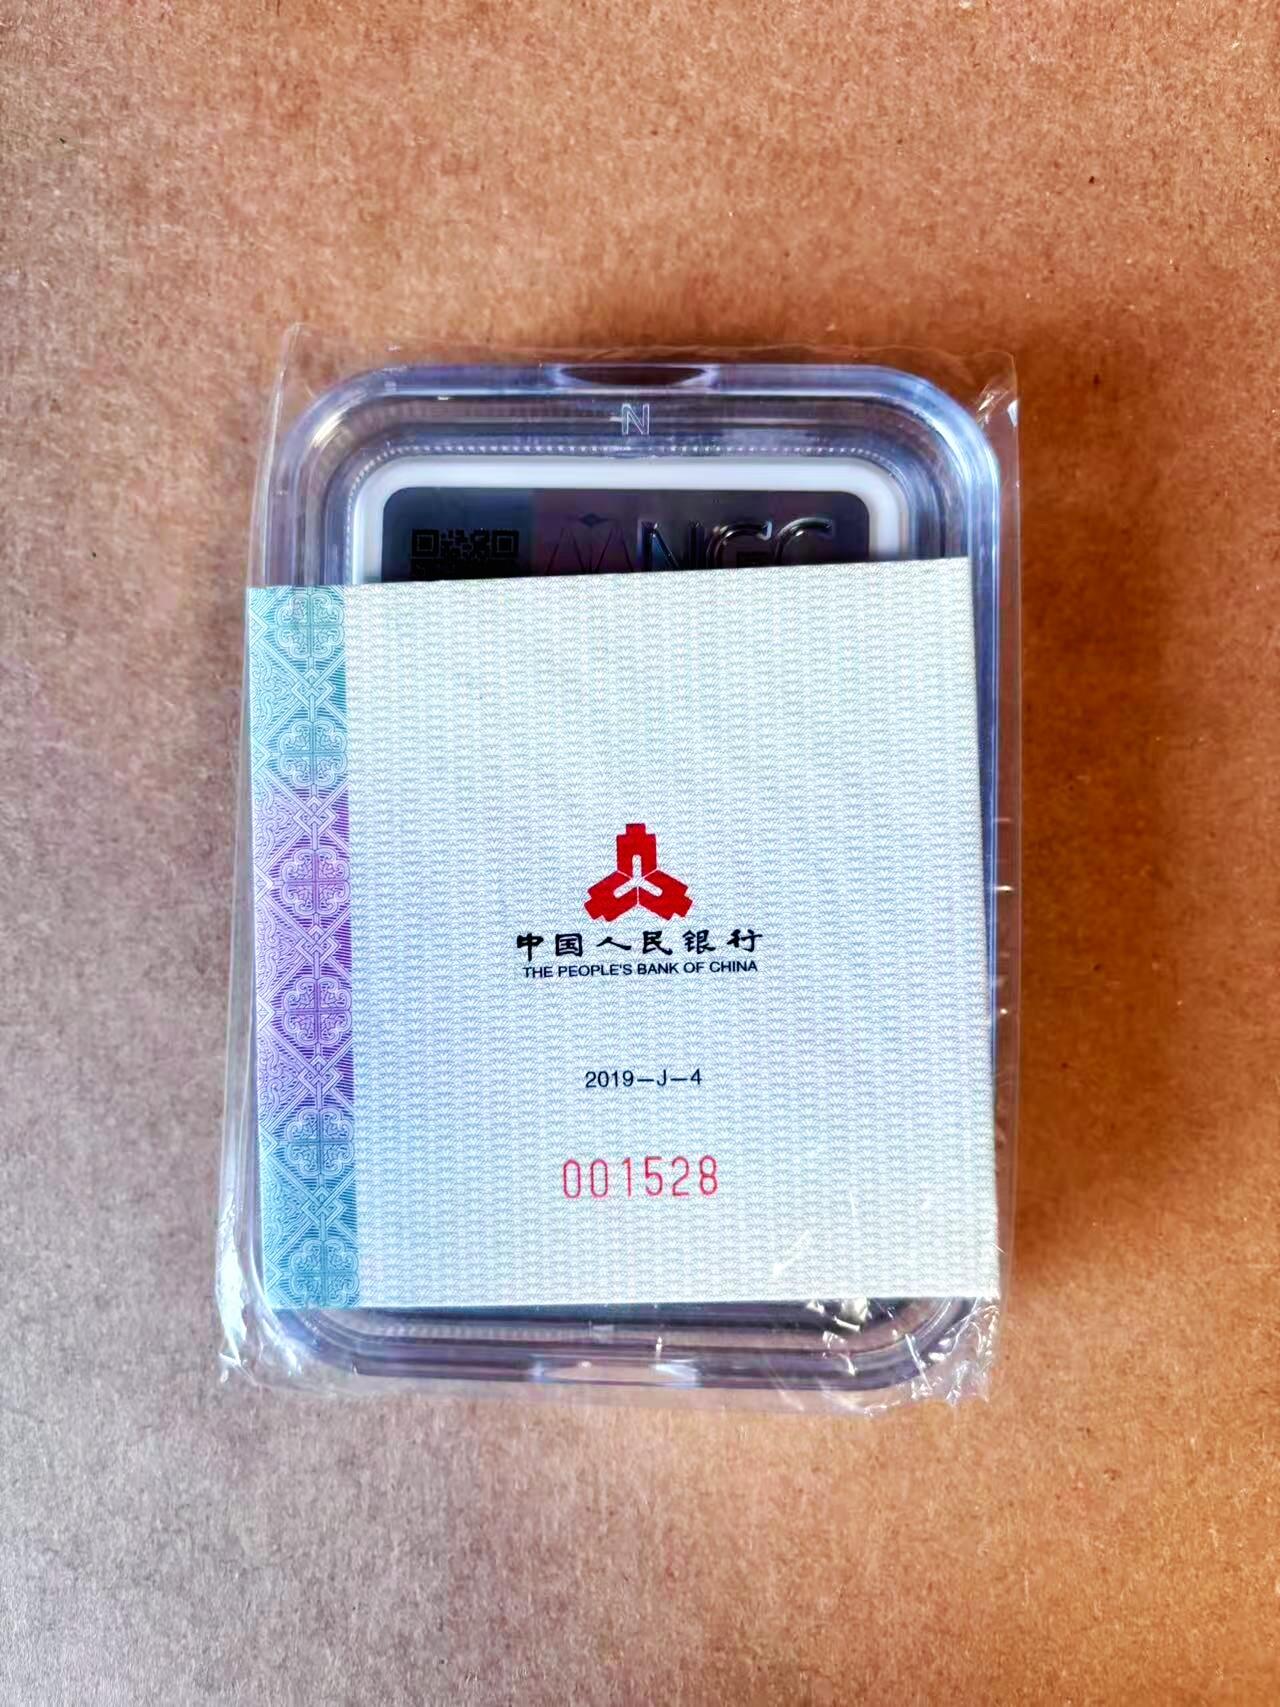 N
NGC
中国人民银行
THE PEOPLE'S BANK OF CHINA
2019-J-4
001528